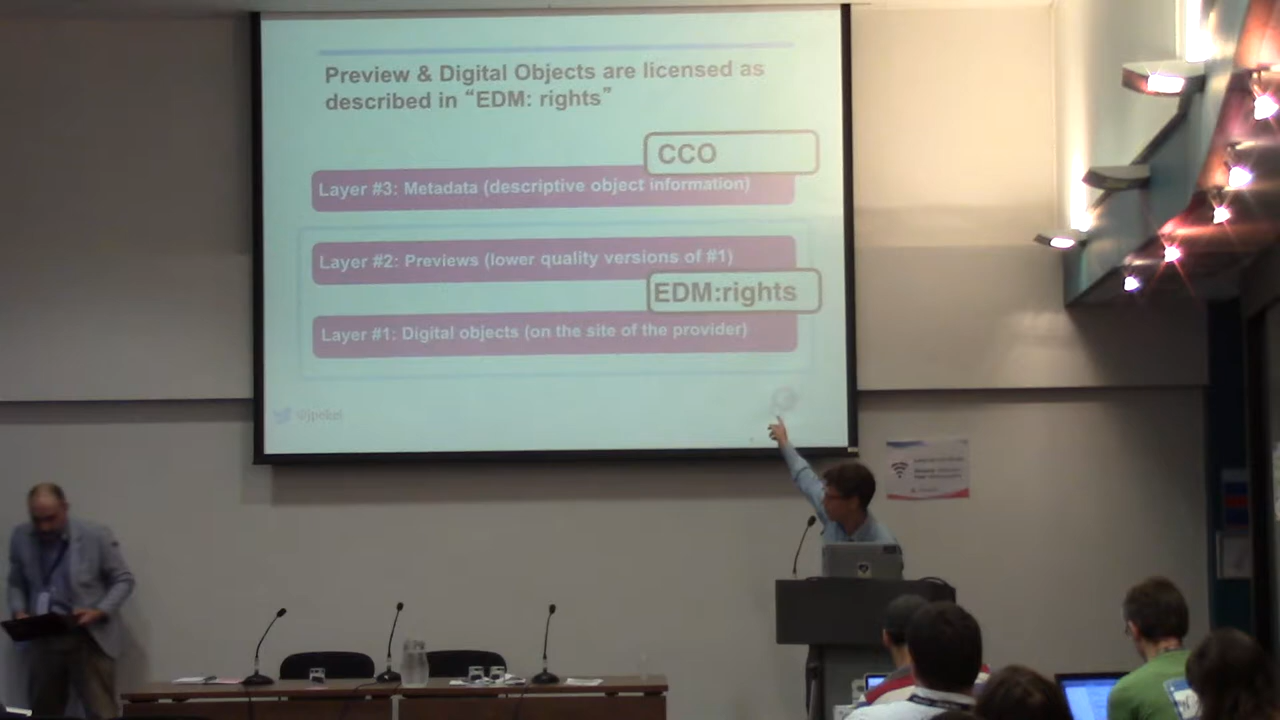 Preview & Digital Objects are licensed as
described in “EDM: rights”
CCO
Layer #3: Metadata (descriptive object information)
Layer #2: Previews (lower quality versions of #1)
EDM:rights
Layer #1: Digital objects (on the site of the provider)
@jpekel